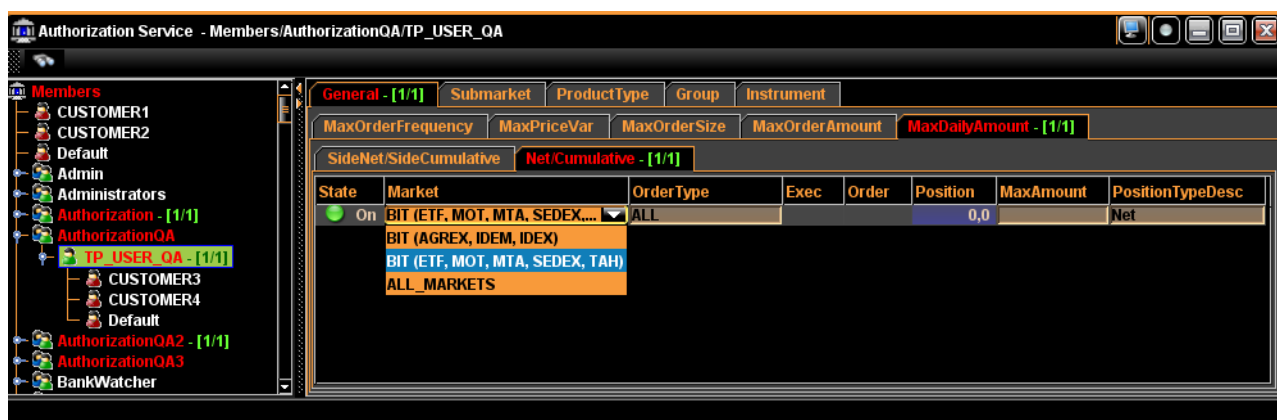 Authorization Service - Members/AuthorizationQA/TP_USER_QA
Members
CUSTOMER1
CUSTOMER2
Default
Admin
Administrators
Authorization - [1/1]
AuthorizationQA
TP_USER_QA - [1/1]
CUSTOMER3
CUSTOMER4
Default
AuthorizationQA2 - [1/1]
AuthorizationQA3
BankWatcher
General - [1/1] Submarket ProductType Group Instrument
MaxOrderFrequency MaxPriceVar MaxOrderSize MaxOrderAmount MaxDailyAmount - [1/1]
SideNet/SideCumulative Net/Cumulative - [1/1]
State Market OrderType Exec Order Position MaxAmount PositionTypeDesc
On BIT (ETF, MOT, MTA, SEDEX,... ALL 0,0 Net
BIT (AGREX, IDEM, IDEX)
BIT (ETF, MOT, MTA, SEDEX, TAH)
ALL_MARKETS